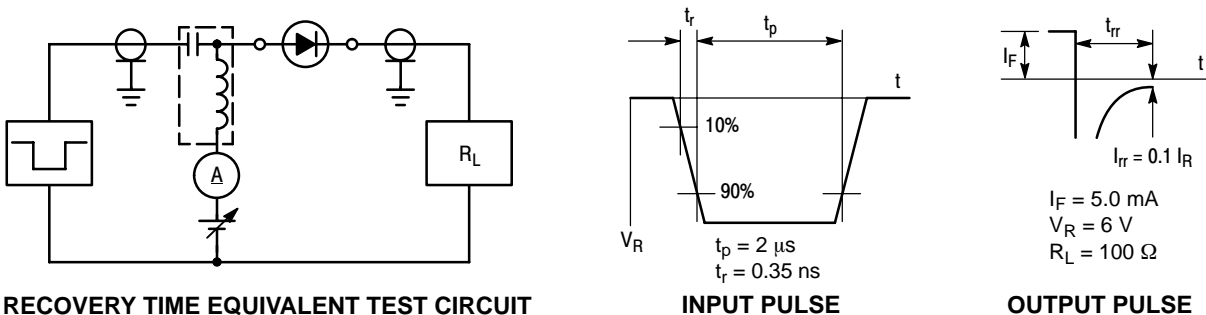 A
R_L
RECOVERY TIME EQUIVALENT TEST CIRCUIT
t_r
t_p
t
10%
90%
V_R
t_p = 2 μs
t_r = 0.35 ns
INPUT PULSE
t_rr
I_F
t
I_rr = 0.1 I_R
I_F = 5.0 mA
V_R = 6 V
R_L = 100 Ω
OUTPUT PULSE